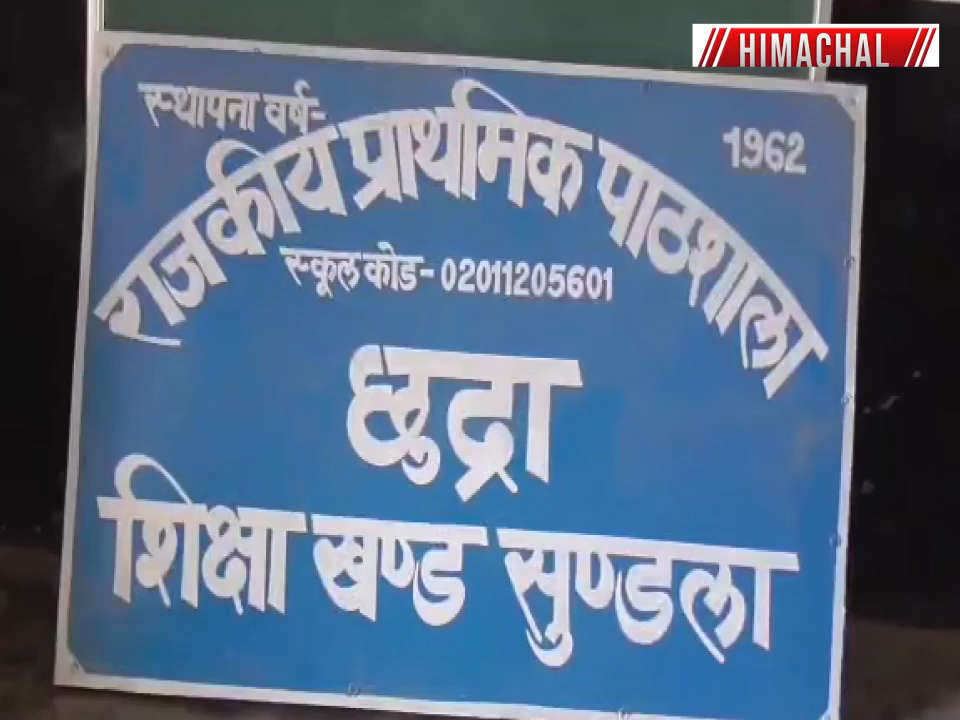 HIMACHAL
स्थापना वर्ष- 1962
राजकीय प्राथमिक पाठशाला
स्कूल कोड- 02011205601
छुद्रा
शिक्षा खण्ड सुण्डला